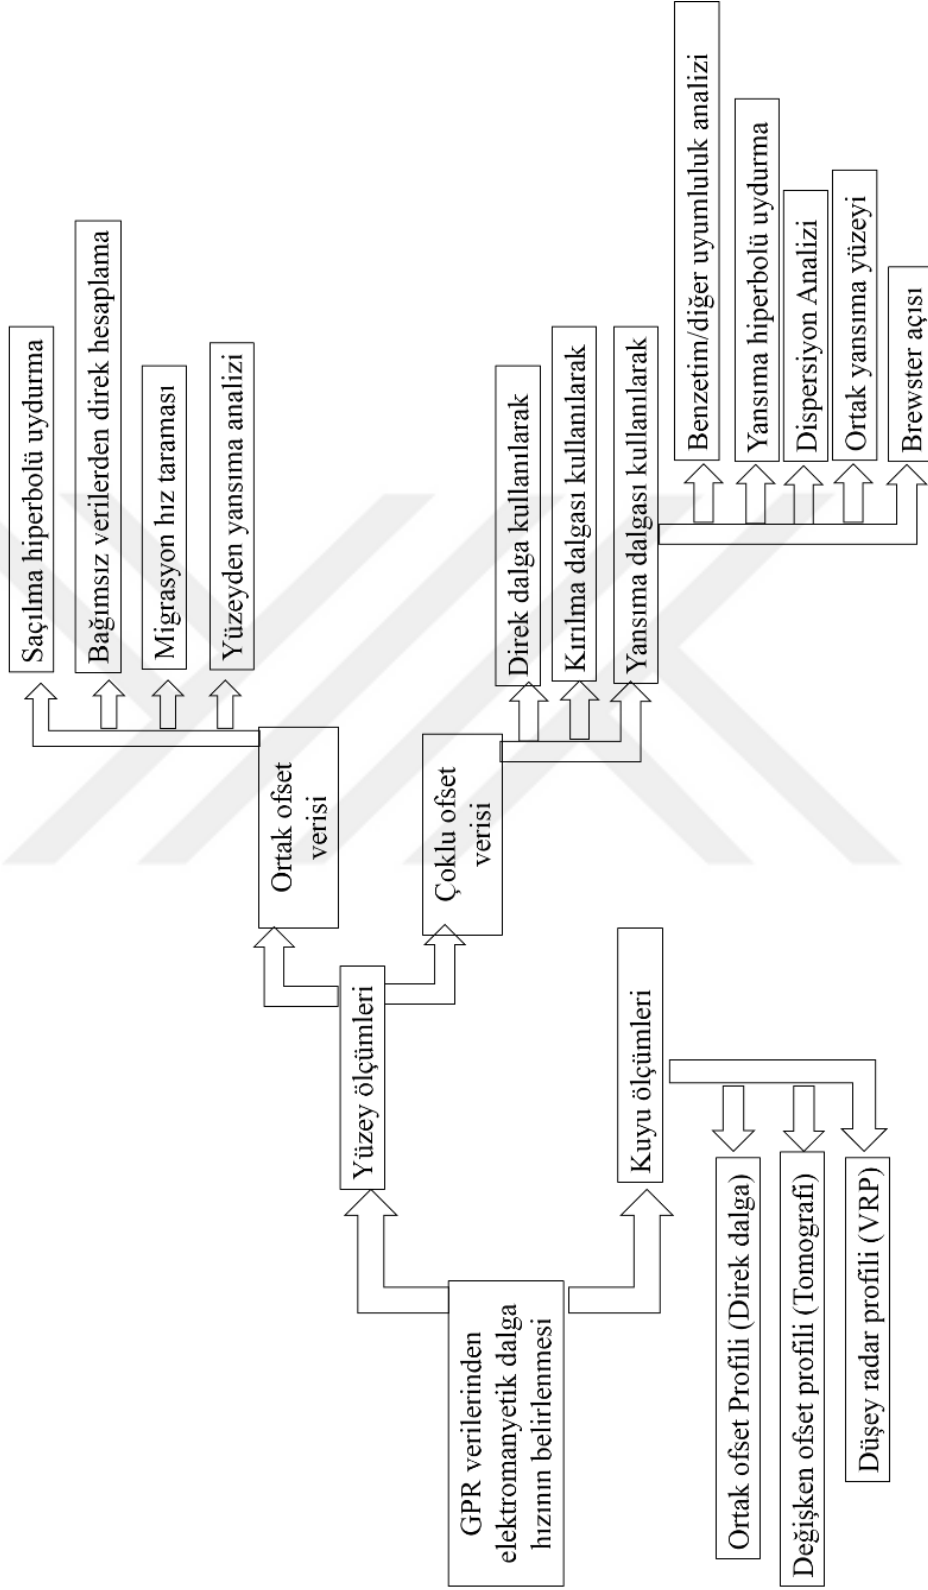 GPR verilerinden
elektromanyetik dalga
hızının belirlenmesi
Yüzey ölçümleri
Ortak ofset
verisi
Saçılma hiperbolü uydurma
Bağımsız verilerden direk hesaplama
Migrasyon hız taraması
Yüzeyden yansıma analizi
Çoklu ofset
verisi
Direk dalga kullanılarak
Kırılma dalgası kullanılarak
Yansıma dalgası kullanılarak
Benzetim/diğer uyumluluk analizi
Yansıma hiperbolü uydurma
Dispersiyon Analizi
Ortak yansıma yüzeyi
Brewster açısı
Kuyu ölçümleri
Ortak ofset Profili (Direk dalga)
Değişken ofset profili (Tomografi)
Düşey radar profili (VRP)